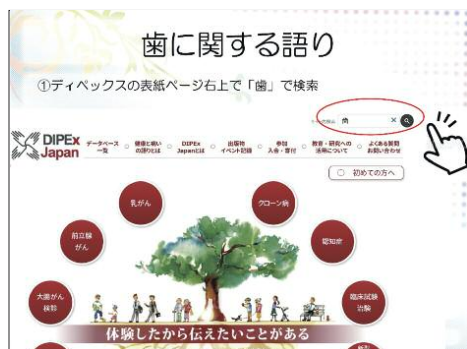 歯に関する語り
①ディペックスの表紙ページ右上で「歯」で検索
歯 ×
DIPEx
Japan
データベース
一覧
健康と病い
の語りとは
DIPEx
Japanとは
出版物
イベント記録
参加
入会・寄付
教育・研究への
活用について
よくある質問
お問い合わせ
初めての方へ
乳がん
クローン病
前立腺
がん
認知症
大腸がん
検診
臨床試験
治験
体験したから伝えたいことがある